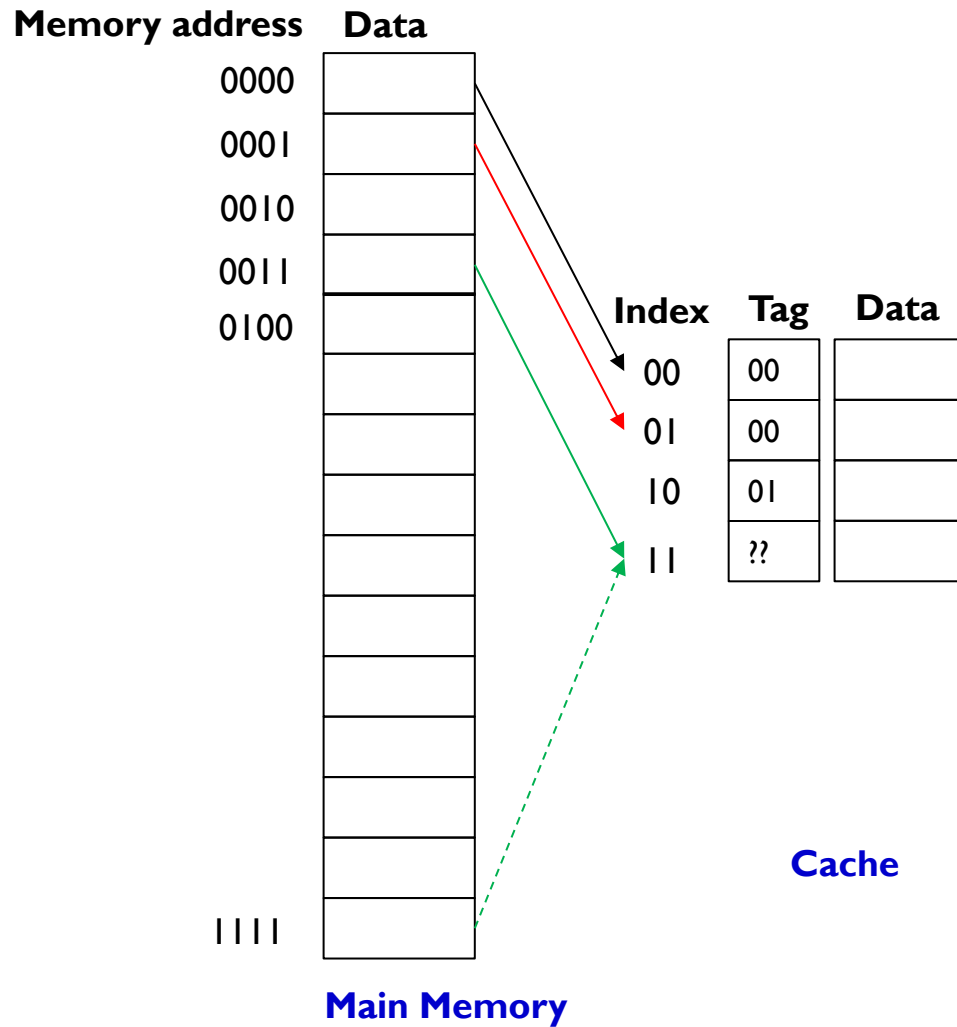 Memory address Data
0000
0001
0010
0011
0100
1111
Main Memory
Index Tag Data
00 00
01 00
10 01
11 ??
Cache